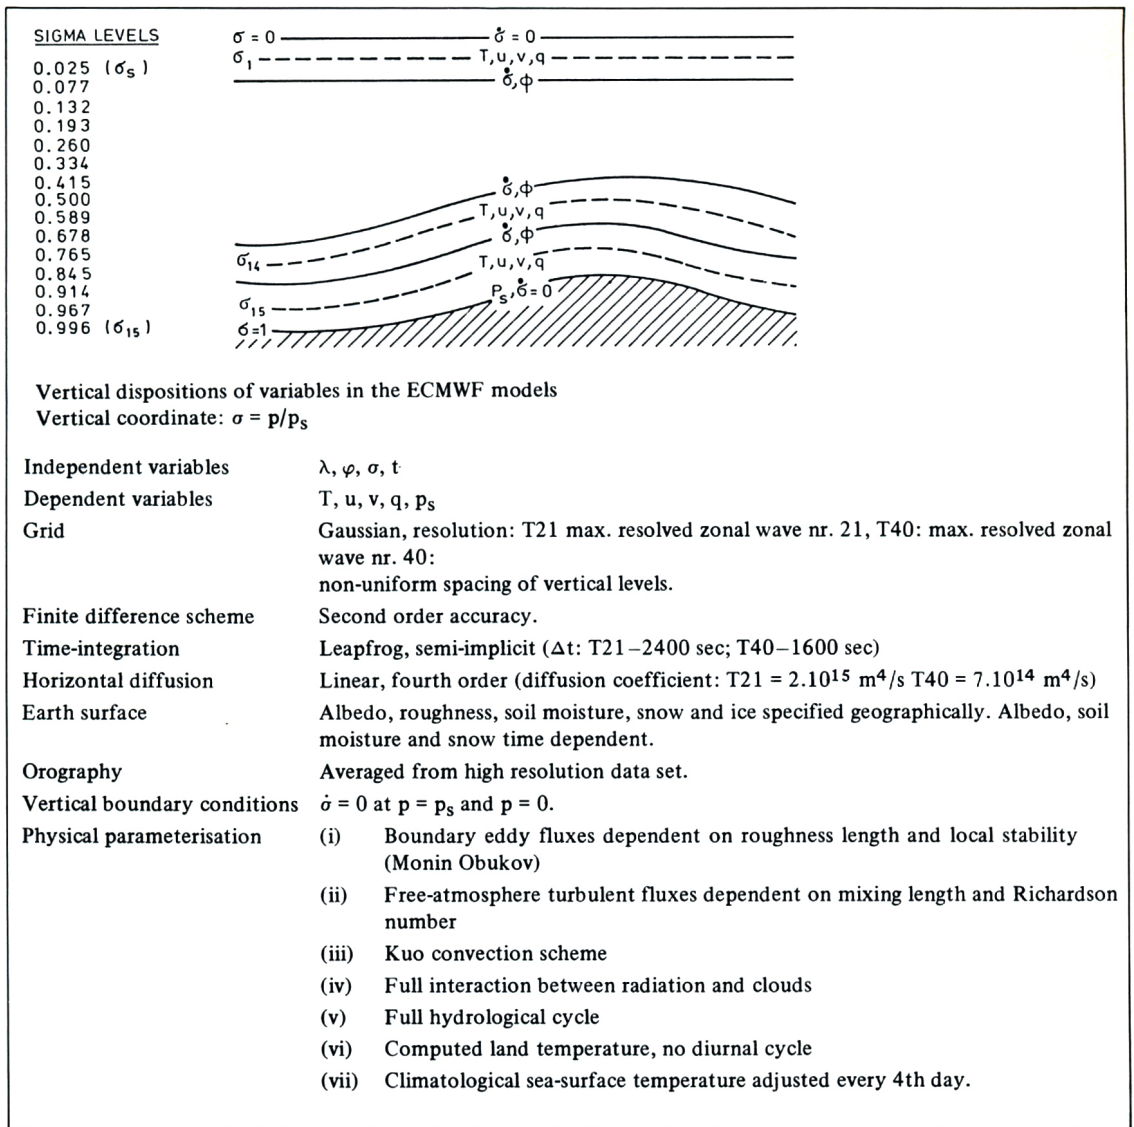 SIGMA LEVELS
0.025 (σs)
0.077
0.132
0.193
0.260
0.334
0.415
0.500
0.589
0.678
0.765
0.845
0.914
0.967
0.996 (σ15)
σ = 0
σ̇ = 0
σ1
T,u,v,q
σ̇,ϕ
σ̇,ϕ
T,u,v,q
σ̇,ϕ
σ14
T,u,v,q
σ15
Ps,σ̇=0
σ=1
Vertical dispositions of variables in the ECMWF models
Vertical coordinate: σ = p/ps
Independent variables λ, φ, σ, t
Dependent variables T, u, v, q, ps
Grid Gaussian, resolution: T21 max. resolved zonal wave nr. 21, T40: max. resolved zonal
wave nr. 40:
non-uniform spacing of vertical levels.
Finite difference scheme Second order accuracy.
Time-integration Leapfrog, semi-implicit (Δt: T21–2400 sec; T40–1600 sec)
Horizontal diffusion Linear, fourth order (diffusion coefficient: T21 = 2.10¹⁵ m⁴/s T40 = 7.10¹⁴ m⁴/s)
Earth surface Albedo, roughness, soil moisture, snow and ice specified geographically. Albedo, soil
moisture and snow time dependent.
Orography Averaged from high resolution data set.
Vertical boundary conditions σ̇ = 0 at p = ps and p = 0.
Physical parameterisation (i) Boundary eddy fluxes dependent on roughness length and local stability
(Monin Obukov)
(ii) Free-atmosphere turbulent fluxes dependent on mixing length and Richardson
number
(iii) Kuo convection scheme
(iv) Full interaction between radiation and clouds
(v) Full hydrological cycle
(vi) Computed land temperature, no diurnal cycle
(vii) Climatological sea-surface temperature adjusted every 4th day.